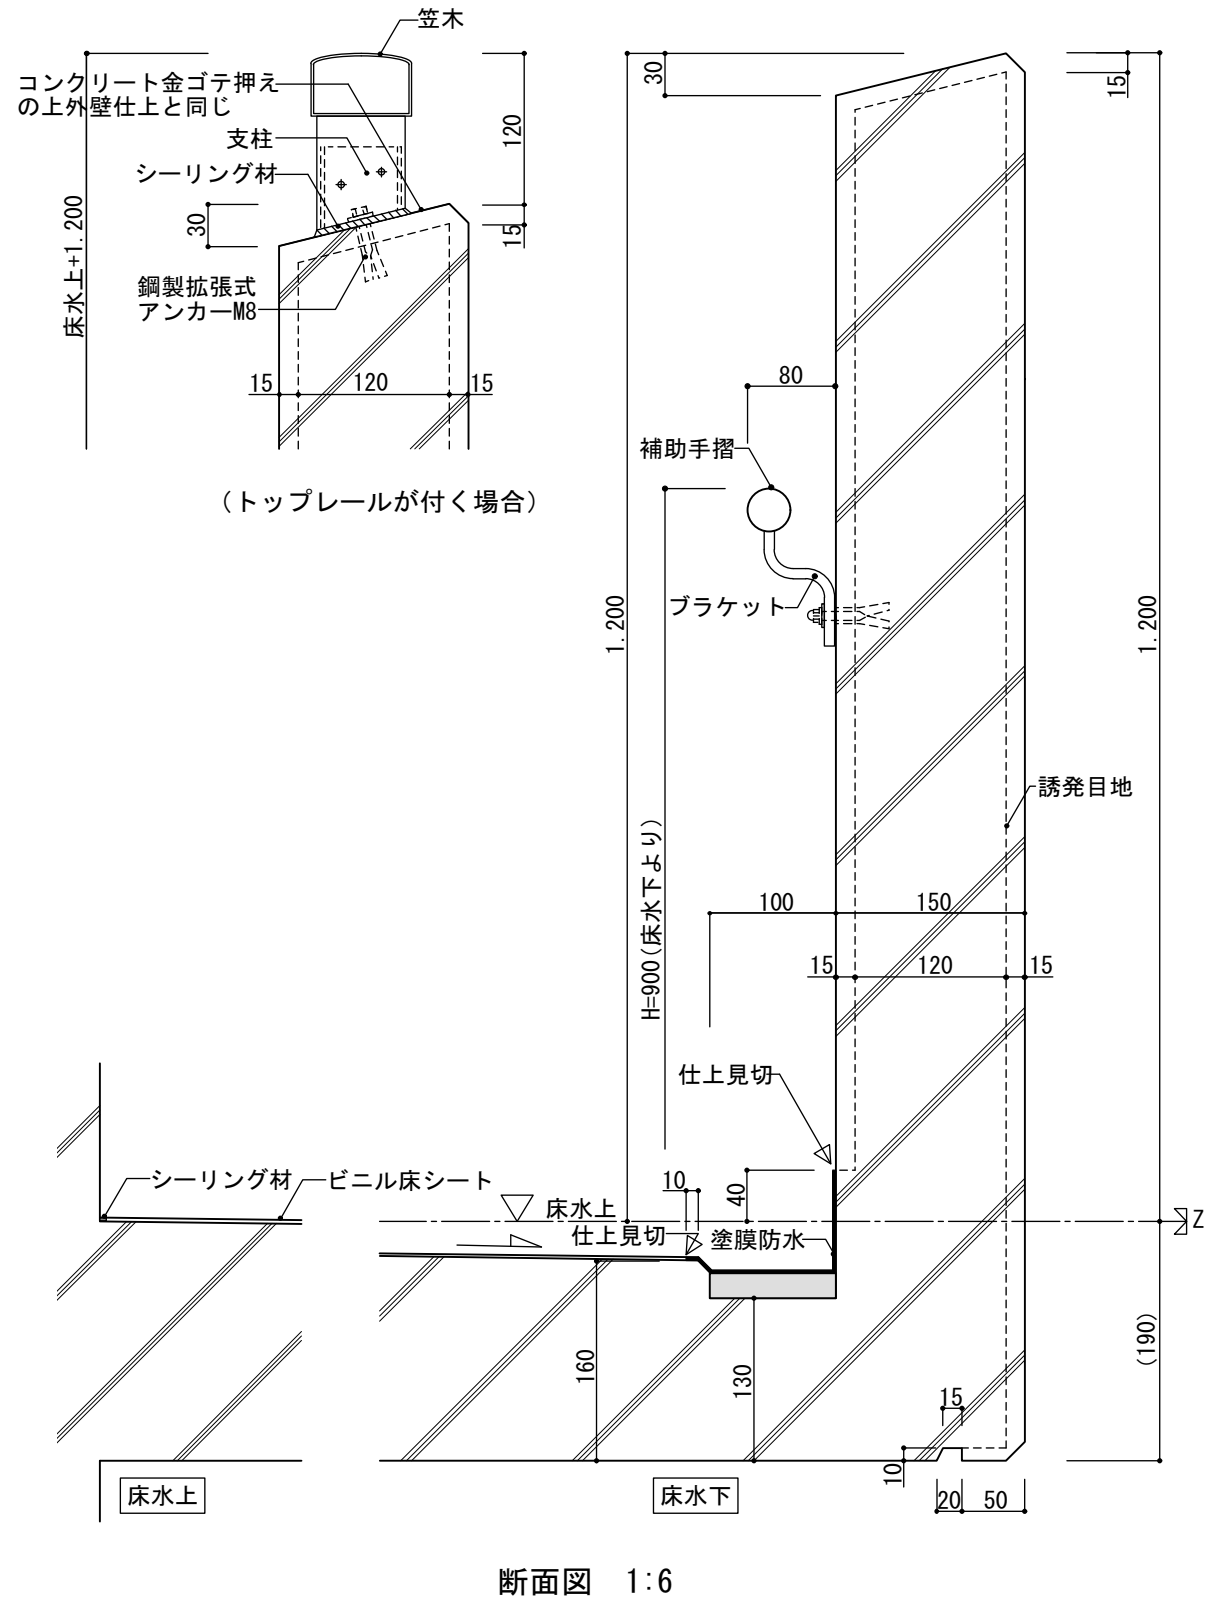 笠木
コンクリート金ゴテ押え
の上外壁仕上と同じ
支柱
シーリング材
30
120
15
床水上+1.200
鋼製拡張式
アンカーM8
15
120
15
(トップレールが付く場合)
30
15
80
補助手摺
ブラケット
1.200
1.200
H=900(床水下より)
誘発目地
100
150
15
120
15
仕上見切
シーリング材
ビニル床シート
10
40
床水上
Z
仕上見切
塗膜防水
160
130
(190)
15
10
20
50
床水上
床水下
断面図 1:6